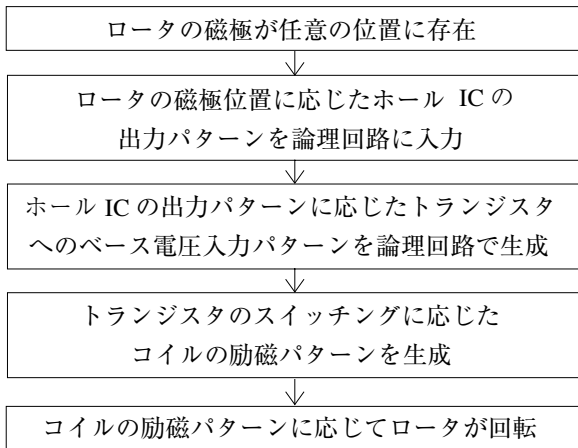 ロータの磁極が任意の位置に存在
ロータの磁極位置に応じたホール IC の
出力パターンを論理回路に入力
ホール IC の出力パターンに応じたトランジスタ
へのベース電圧入力パターンを論理回路で生成
トランジスタのスイッチングに応じた
コイルの励磁パターンを生成
コイルの励磁パターンに応じてロータが回転